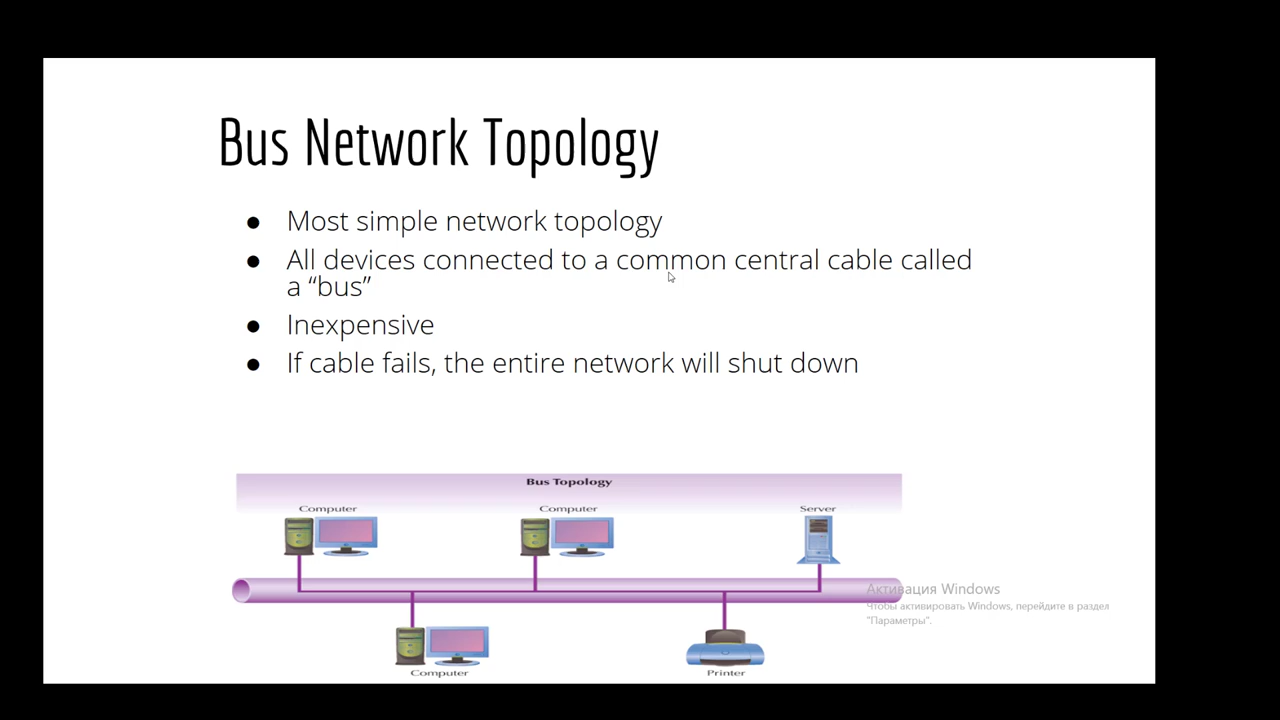 Bus Network Topology
● Most simple network topology
● All devices connected to a common central cable called
a “bus”
● Inexpensive
● If cable fails, the entire network will shut down
Bus Topology
Computer
Computer
Server
Активация Windows
Чтобы активировать Windows, перейдите в раздел
"Параметры".
Computer
Printer